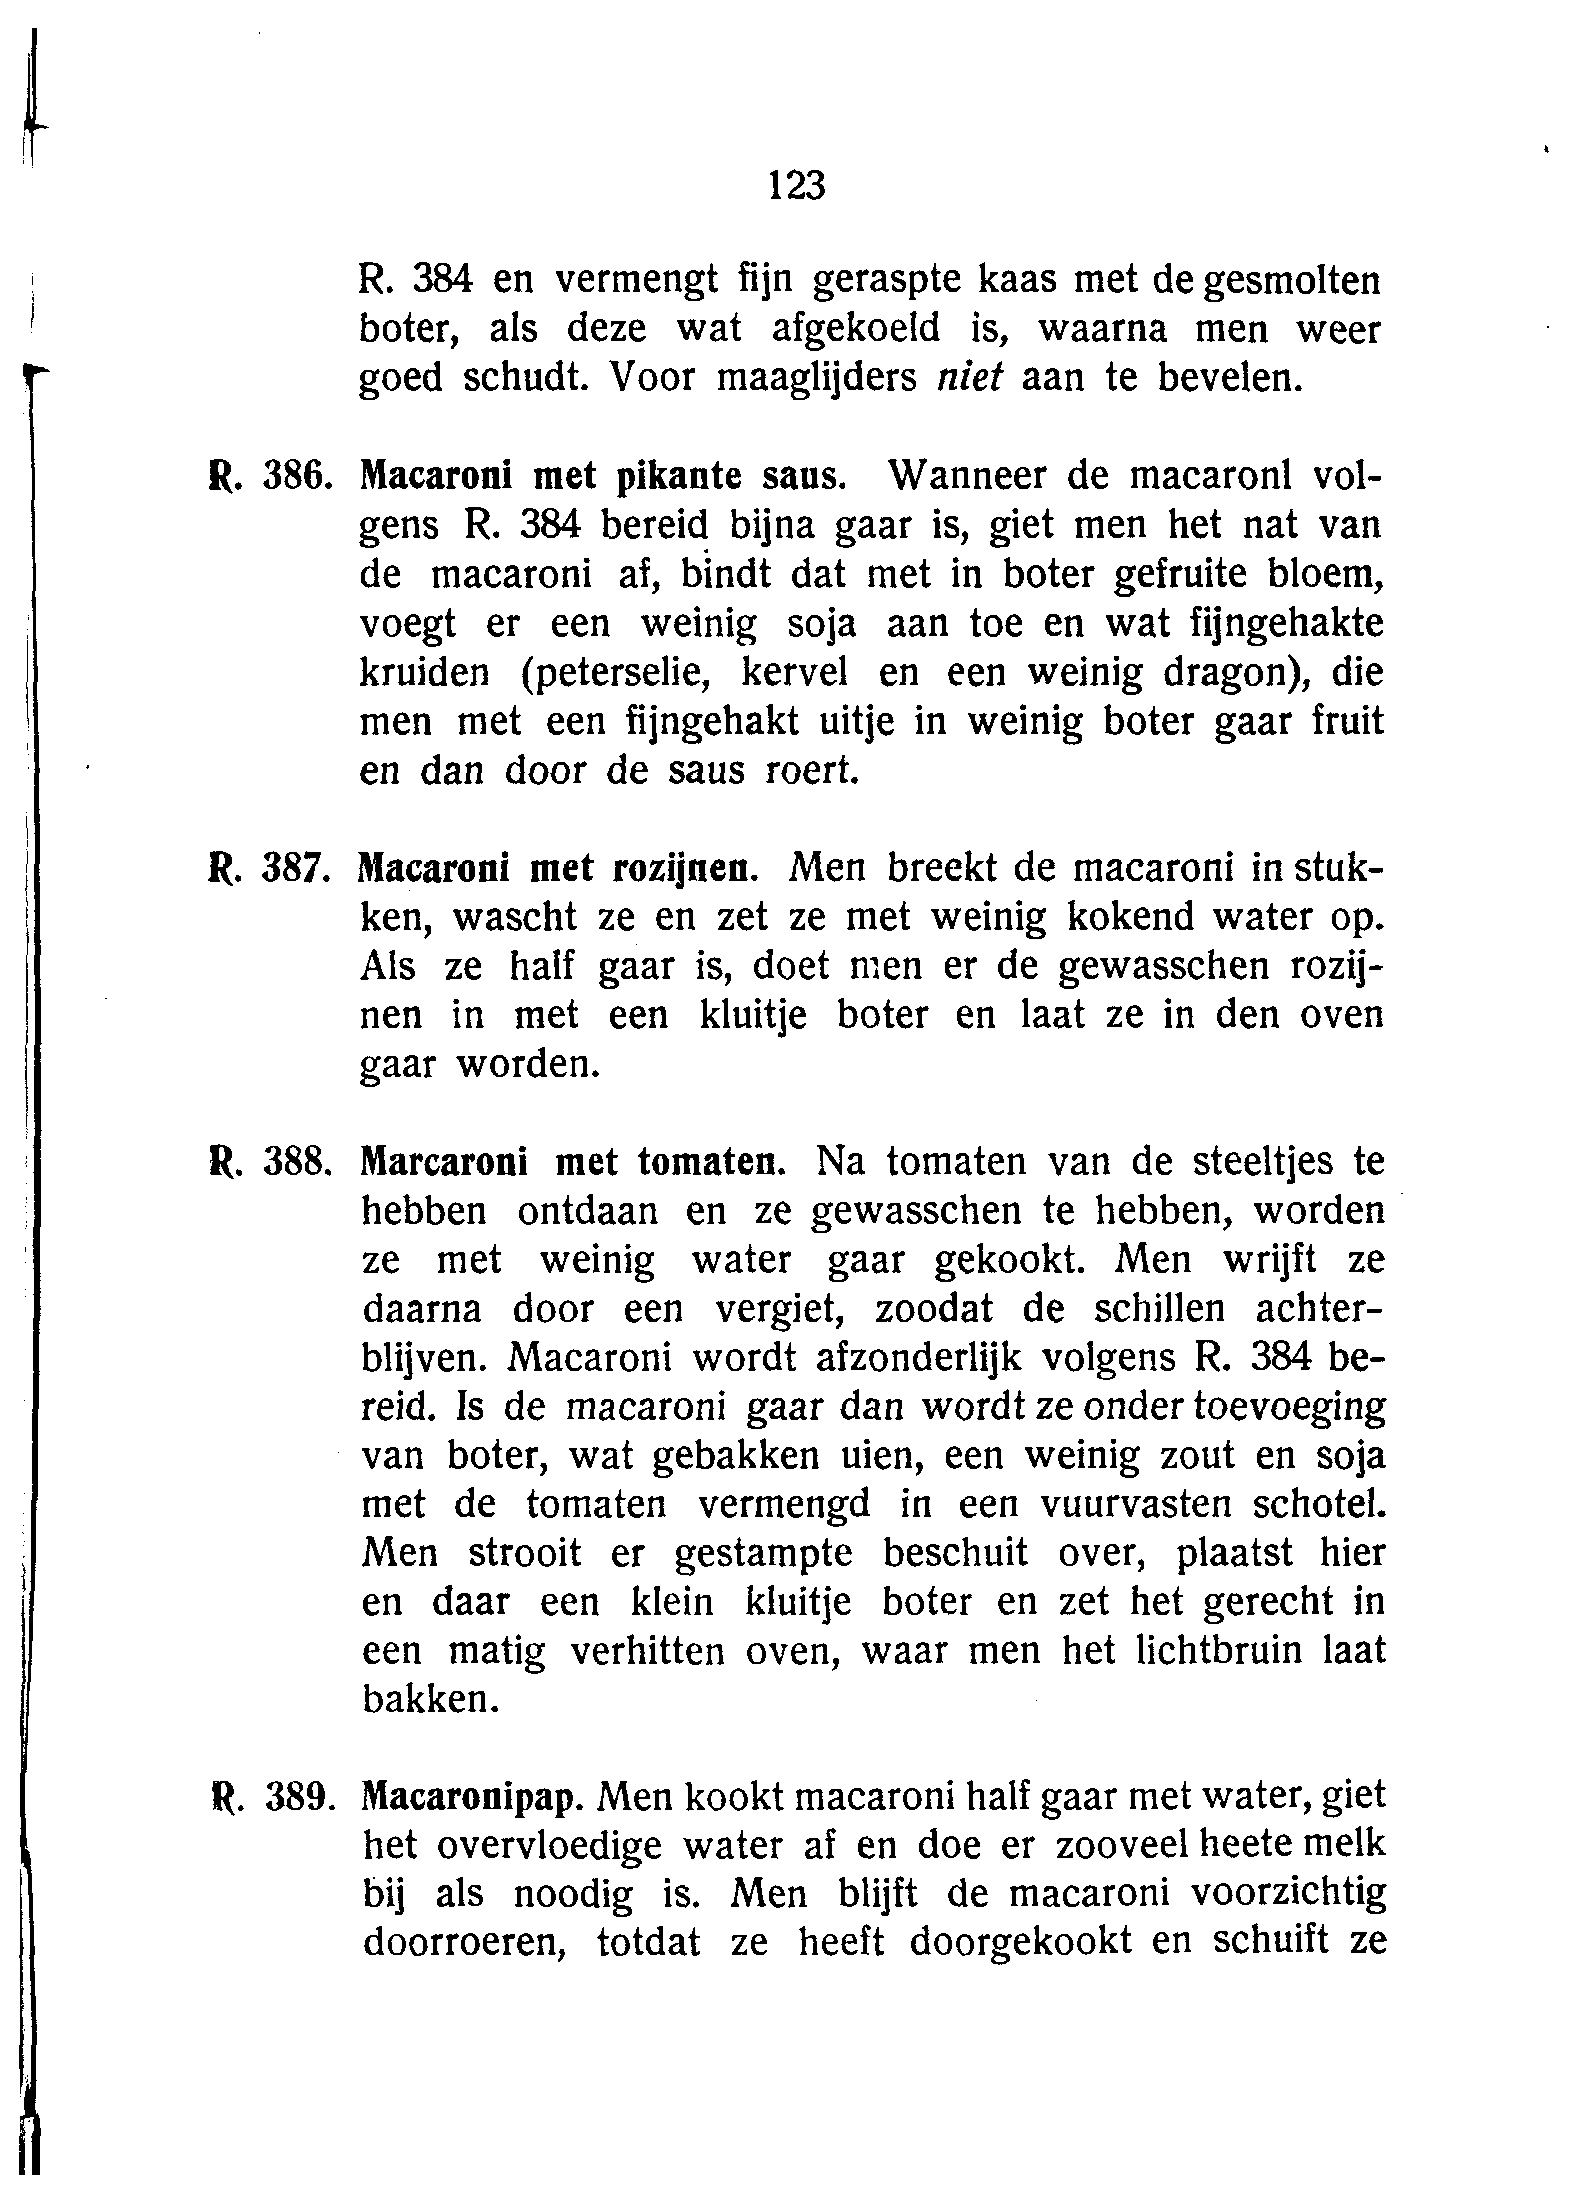 123
R. 384 en vermengt fijn geraspte kaas met de gesmolten
boter, als deze wat afgekoeld is, waarna men weer
goed schudt. Voor maaglijders niet aan te bevelen.
R. 386. Macaroni met pikante saus. Wanneer de macaronl vol-
gens R. 384 bereid bijna gaar is, giet men het nat van
de macaroni af, bindt dat met in boter gefruite bloem,
voegt er een weinig soja aan toe en wat fijngehakte
kruiden (peterselie, kervel en een weinig dragon), die
men met een fijngehakt uitje in weinig boter gaar fruit
en dan door de saus roert.
R. 387. Macaroni met rozijnen. Men breekt de macaroni in stuk-
ken, wascht ze en zet ze met weinig kokend water op.
Als ze half gaar is, doet men er de gewasschen rozij-
nen in met een kluitje boter en laat ze in den oven
gaar worden.
R. 388. Marcaroni met tomaten. Na tomaten van de steeltjes te
hebben ontdaan en ze gewasschen te hebben, worden
ze met weinig water gaar gekookt. Men wrijft ze
daarna door een vergiet, zoodat de schillen achter-
blijven. Macaroni wordt afzonderlijk volgens R. 384 be-
reid. Is de macaroni gaar dan wordt ze onder toevoeging
van boter, wat gebakken uien, een weinig zout en soja
met de tomaten vermengd in een vuurvasten schotel.
Men strooit er gestampte beschuit over, plaatst hier
en daar een klein kluitje boter en zet het gerecht in
een matig verhitten oven, waar men het lichtbruin laat
bakken.
R. 389. Macaronipap. Men kookt macaroni half gaar met water, giet
het overvloedige water af en doe er zooveel heete melk
bij als noodig is. Men blijft de macaroni voorzichtig
doorroeren, totdat ze heeft doorgekookt en schuift ze